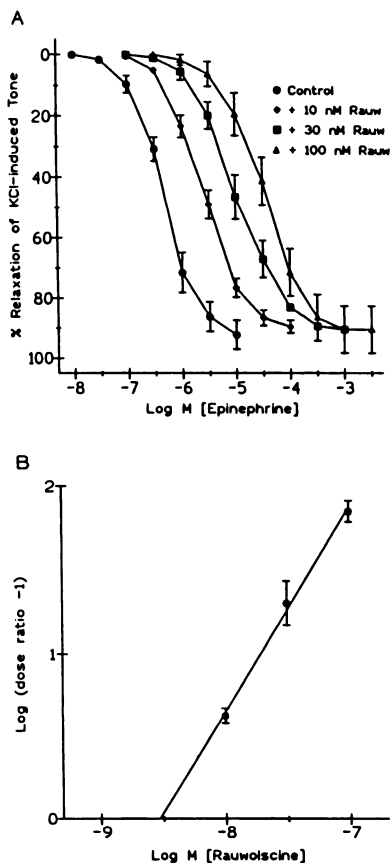 A
0
20
40
60
80
100
% Relaxation of KCl-induced Tone
Control
+ 10 nM Rauw
+ 30 nM Rauw
+ 100 nM Rauw
-8 -7 -6 -5 -4 -3 -2
Log M [Epinephrine]
B
2
1
0
Log (dose ratio -1)
-9 -8 -7
Log M [Rauwolscine]